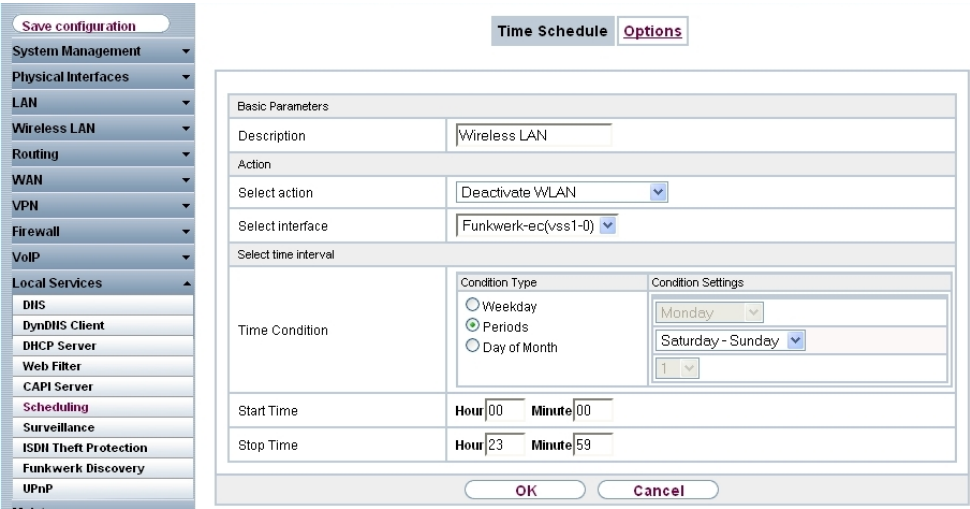 Save configuration
System Management
Physical Interfaces
LAN
Wireless LAN
Routing
WAN
VPN
Firewall
VoIP
Local Services
DNS
DynDNS Client
DHCP Server
Web Filter
CAPI Server
Scheduling
Surveillance
ISDN Theft Protection
Funkwerk Discovery
UPnP
Time Schedule Options
Basic Parameters
Description Wireless LAN
Action
Select action Deactivate WLAN
Select interface Funkwerk-ec(vss1-0)
Select time interval
Time Condition
Condition Type
Weekday
Periods
Day of Month
Condition Settings
Monday
Saturday - Sunday
1
Start Time Hour 00 Minute 00
Stop Time Hour 23 Minute 59
OK Cancel